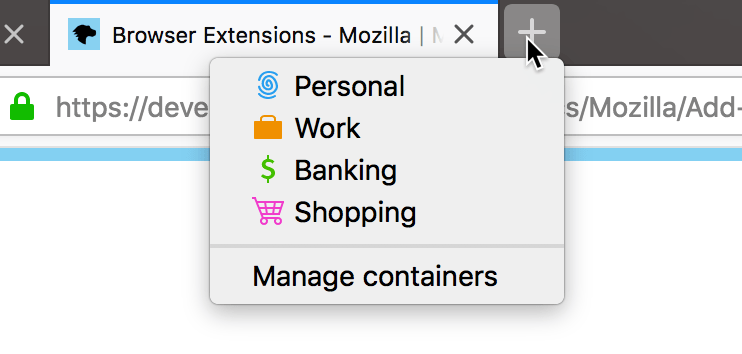 Browser Extensions - Mozilla |
https://deve s/Mozilla/Add-
Personal
Work
Banking
Shopping
Manage containers